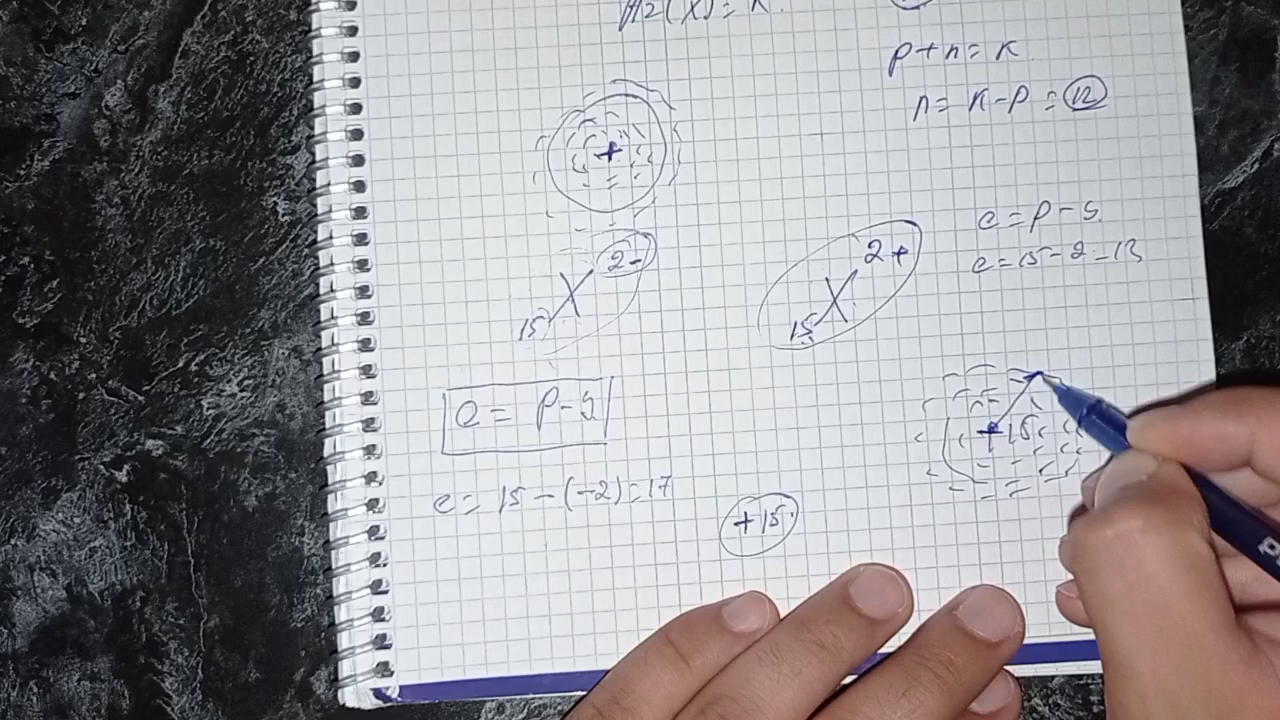 p+n=K
n=K-P=12
e=P-S
e=15-2=13
2-
X
15
2+
X
15
e=P-S
e=15-(-2)=17
+15
+
+15